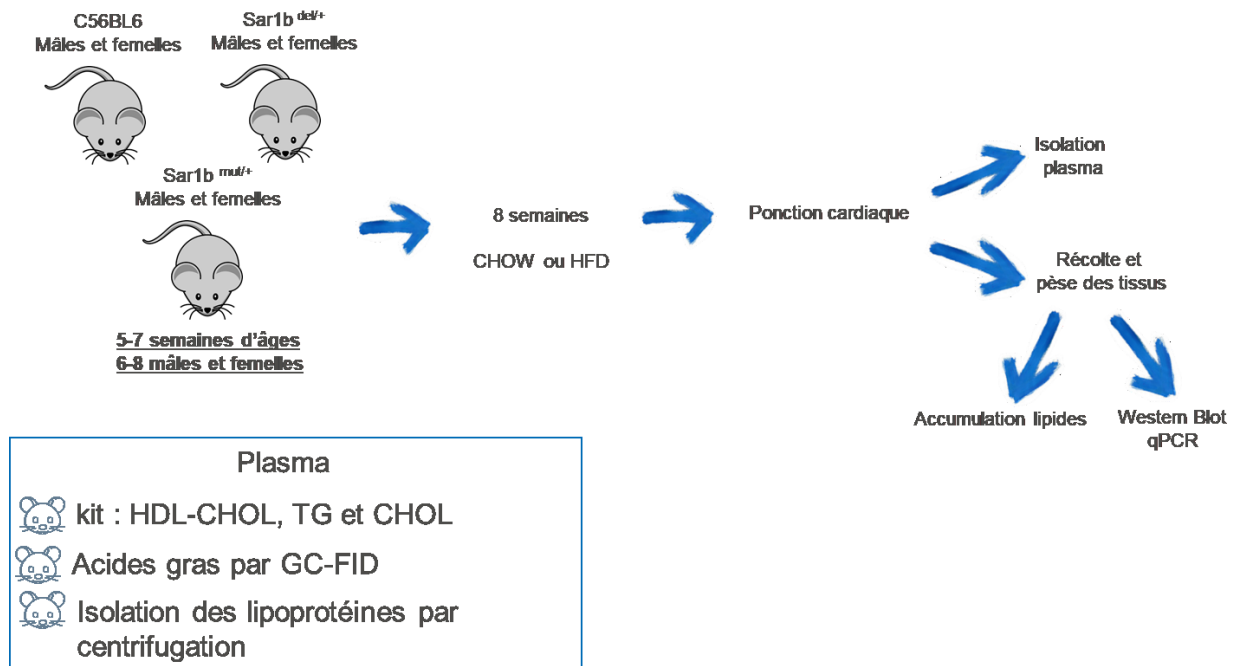 C56BL6
Mâles et femelles
Sar1b del/+
Mâles et femelles
Sar1b mut/+
Mâles et femelles
5-7 semaines d'âges
6-8 mâles et femelles
8 semaines
CHOW ou HFD
Ponction cardiaque
Isolation
plasma
Récolte et
pèse des tissus
Accumulation lipides
Western Blot
qPCR
Plasma
kit : HDL-CHOL, TG et CHOL
Acides gras par GC-FID
Isolation des lipoprotéines par
centrifugation